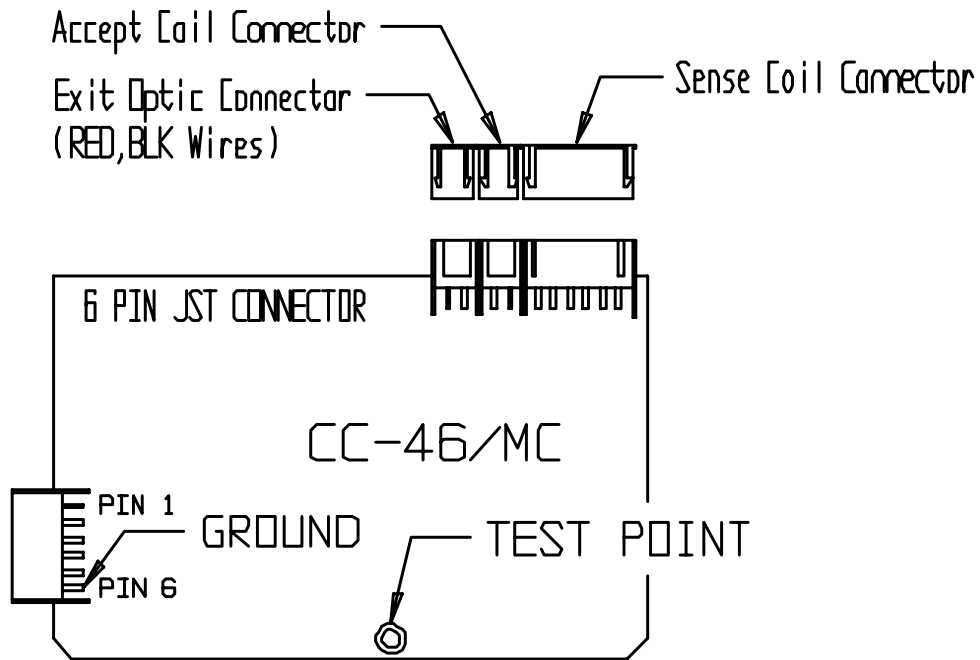 Accept Coil Connector
Exit Optic Connector
(RED,BLK Wires)
Sense Coil Connector
6 PIN JST CONNECTOR
CC-46/MC
PIN 1
GROUND
TEST POINT
PIN 6